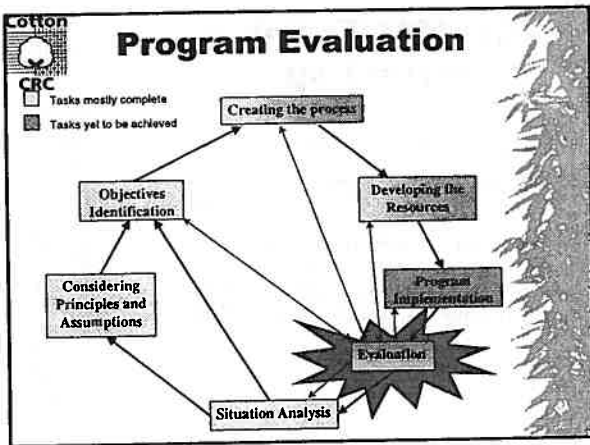 Cotton
CRC
Program Evaluation
Tasks mostly complete
Tasks yet to be achieved
Creating the process
Objectives
Identification
Developing the
Resources
Considering
Principles and
Assumptions
Program
Implementation
Evaluation
Situation Analysis